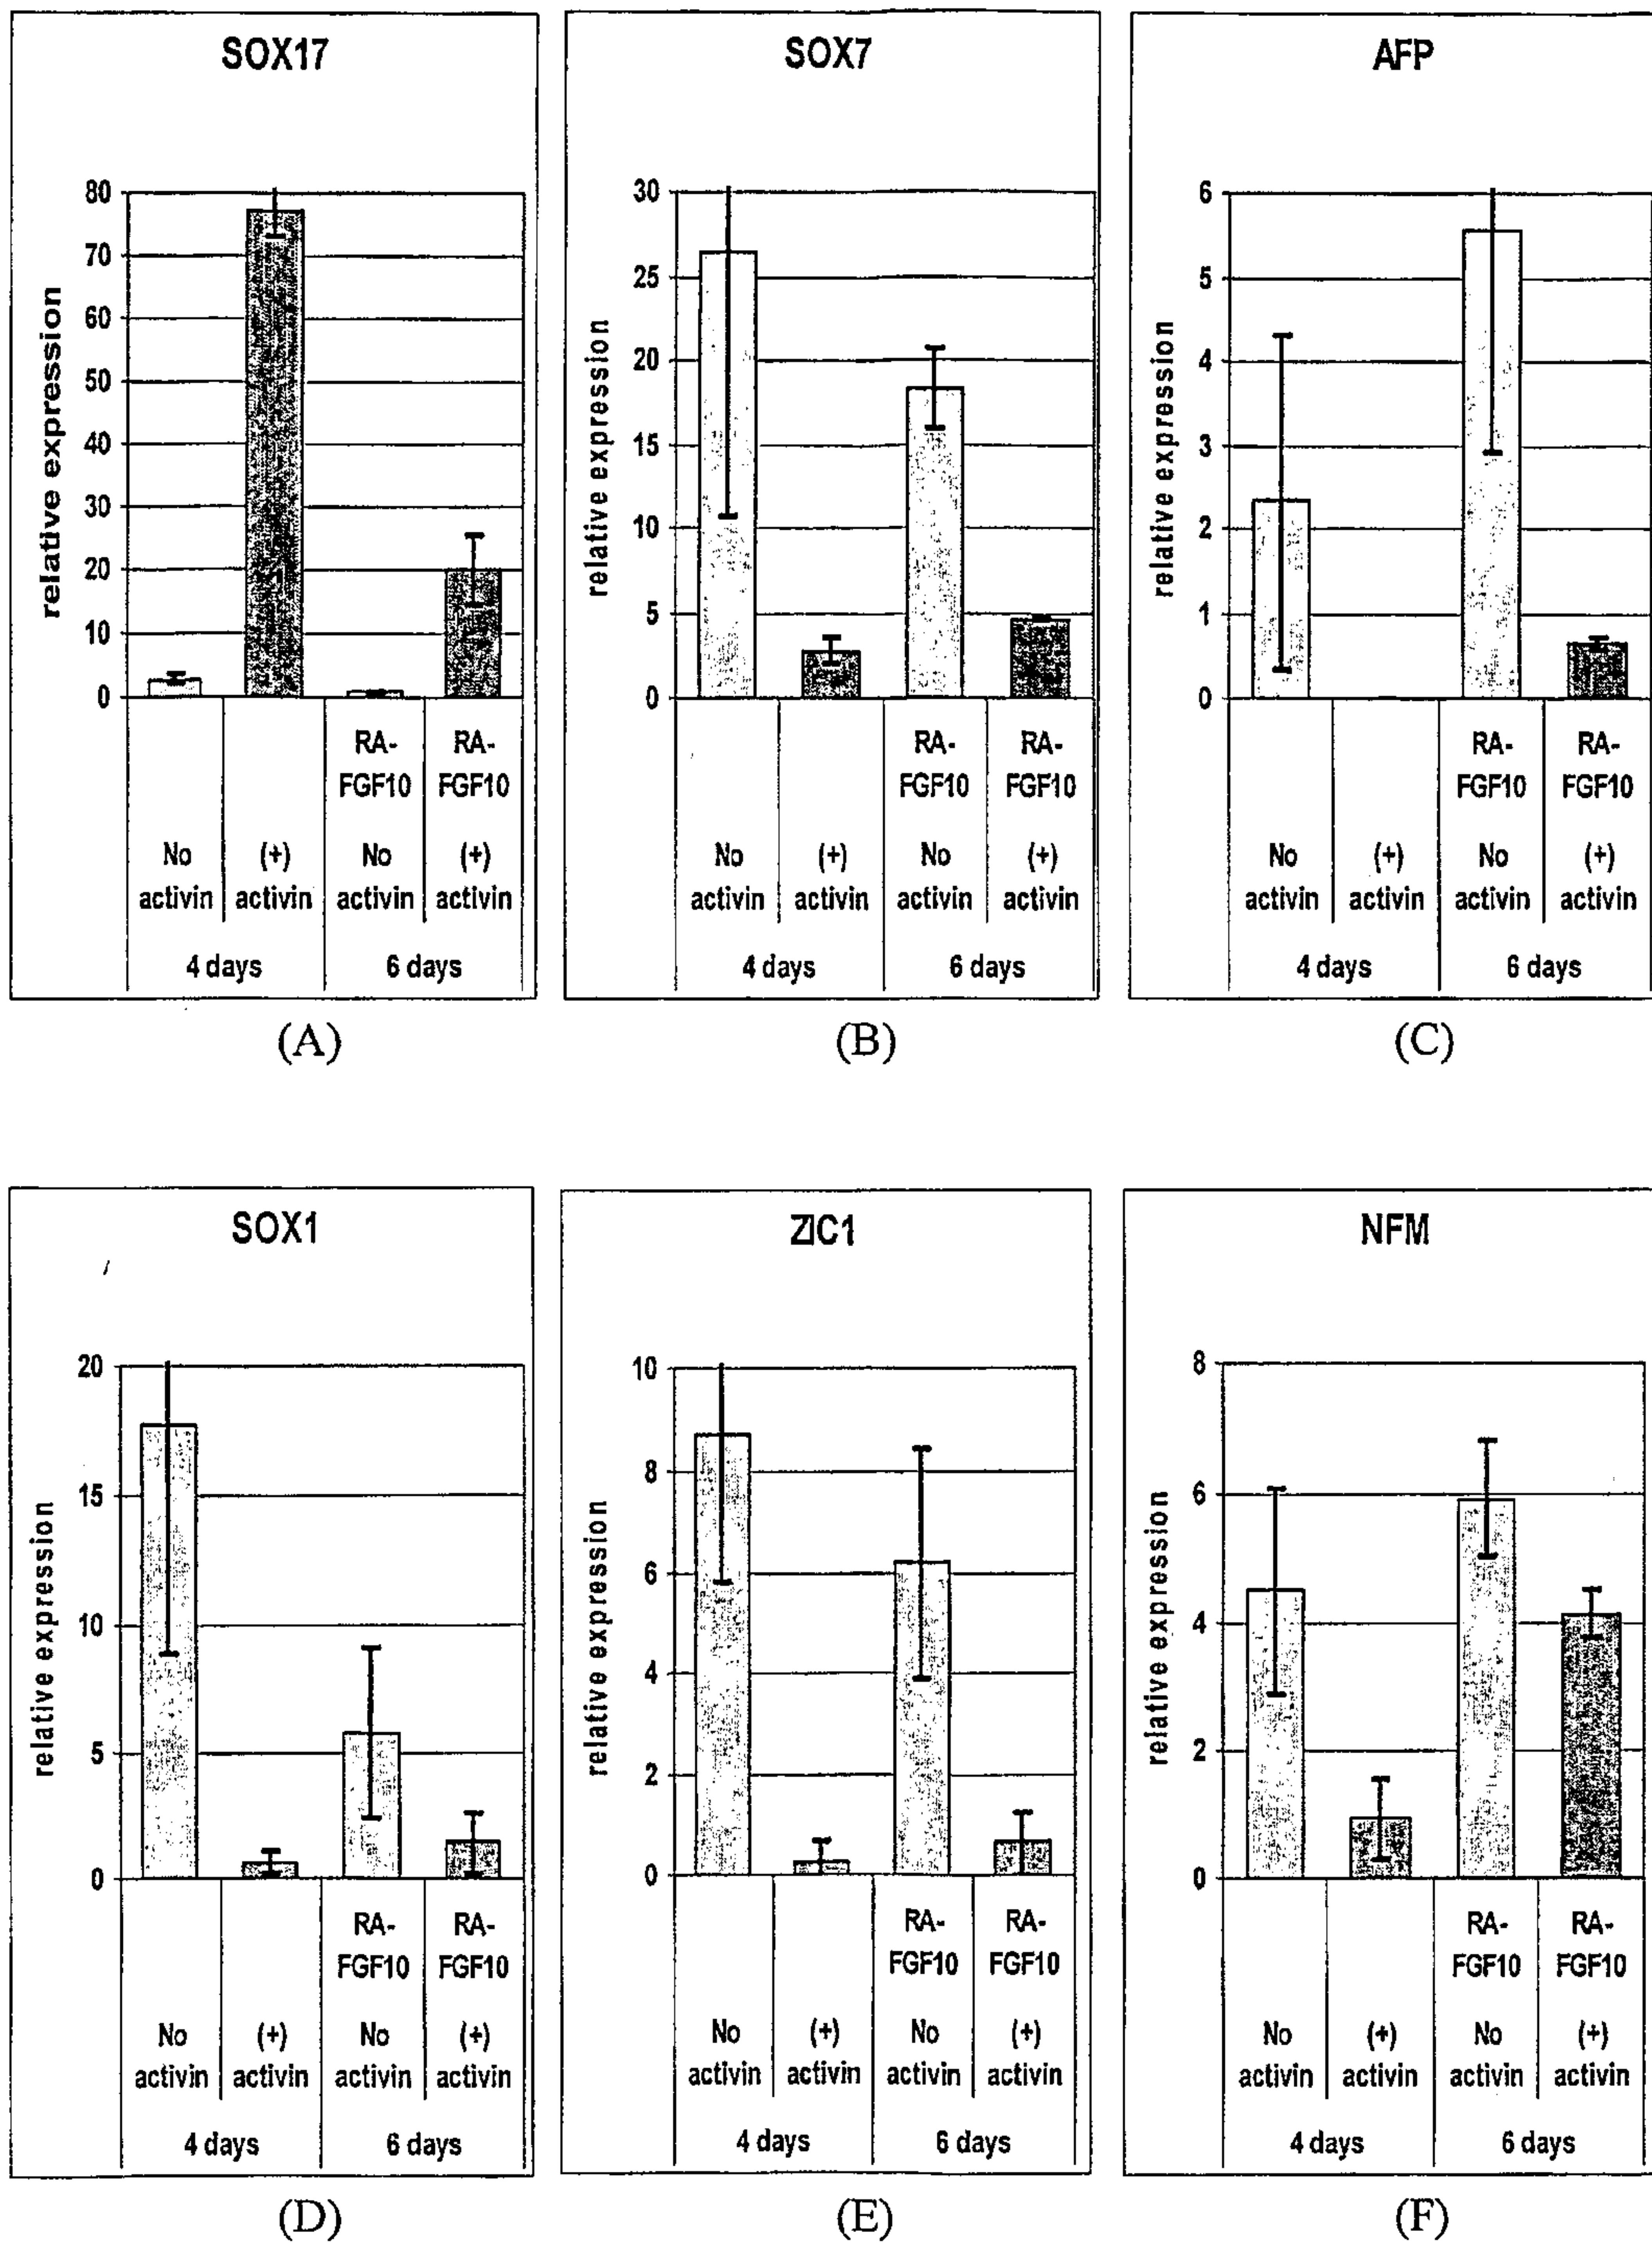 SOX17
80
70
60
50
40
30
20
10
0
relative expression
RA-
FGF10
RA-
FGF10
No
activin
(+)
activin
No
activin
(+)
activin
4 days
6 days
(A)
SOX7
30
25
20
15
10
5
0
relative expression
RA-
FGF10
RA-
FGF10
No
activin
(+)
activin
No
activin
(+)
activin
4 days
6 days
(B)
AFP
6
5
4
3
2
1
0
relative expression
RA-
FGF10
RA-
FGF10
No
activin
(+)
activin
No
activin
(+)
activin
4 days
6 days
(C)
SOX1
20
15
10
5
0
relative expression
RA-
FGF10
RA-
FGF10
No
activin
(+)
activin
No
activin
(+)
activin
4 days
6 days
(D)
ZIC1
10
8
6
4
2
0
relative expression
RA-
FGF10
RA-
FGF10
No
activin
(+)
activin
No
activin
(+)
activin
4 days
6 days
(E)
NFM
8
6
4
2
0
relative expression
RA-
FGF10
RA-
FGF10
No
activin
(+)
activin
No
activin
(+)
activin
4 days
6 days
(F)